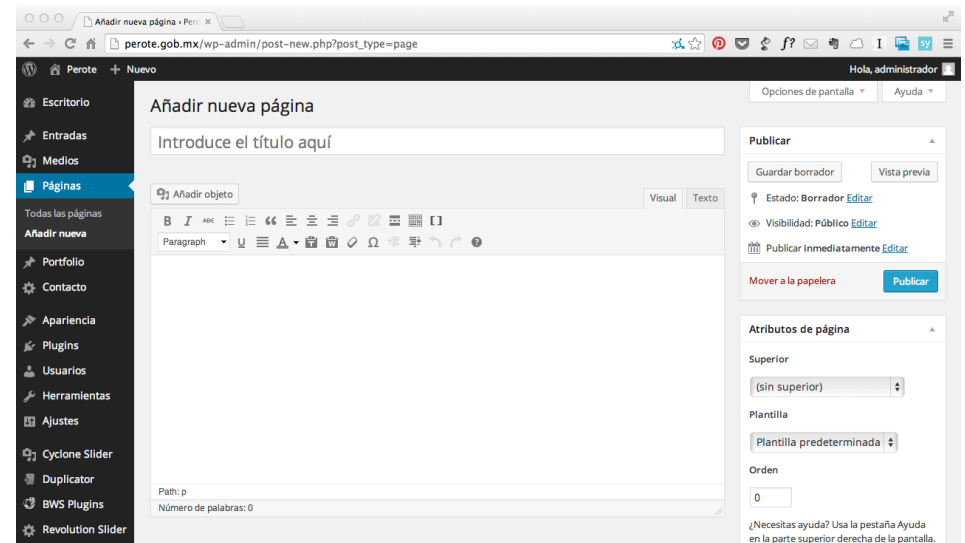 Añadir nueva página ‹ Perc
perote.gob.mx/wp-admin/post-new.php?post_type=page
f? I sy
Perote + Nuevo
Hola, administrador
Opciones de pantalla
Ayuda
Escritorio
Entradas
Medios
Páginas
Todas las páginas
Añadir nueva
Portfolio
Contacto
Apariencia
Plugins
Usuarios
Herramientas
Ajustes
Cyclone Slider
Duplicator
BWS Plugins
Revolution Slider
Añadir nueva página
Introduce el título aquí
Añadir objeto
Visual Texto
B I ABC
Paragraph U A Ω
Path: p
Número de palabras: 0
Publicar
Guardar borrador Vista previa
Estado: Borrador Editar
Visibilidad: Público Editar
Publicar inmediatamente Editar
Mover a la papelera Publicar
Atributos de página
Superior
(sin superior)
Plantilla
Plantilla predeterminada
Orden
0
¿Necesitas ayuda? Usa la pestaña Ayuda
en la parte superior derecha de la pantalla.